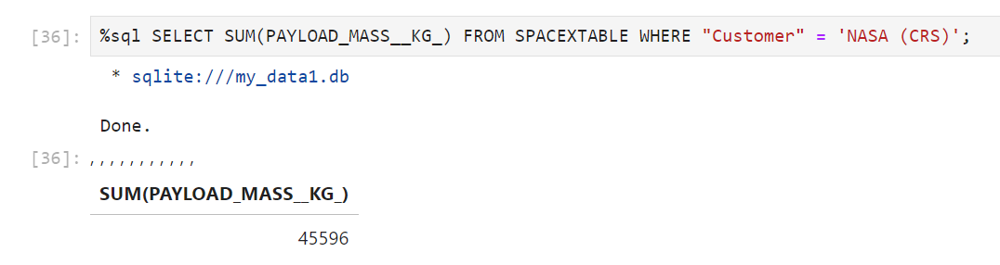 [36]: %sql SELECT SUM(PAYLOAD_MASS__KG_) FROM SPACEXTABLE WHERE "Customer" = 'NASA (CRS)';
* sqlite:///my_data1.db
Done.
[36]: , , , , , , , , , , ,
SUM(PAYLOAD_MASS__KG_)
45596